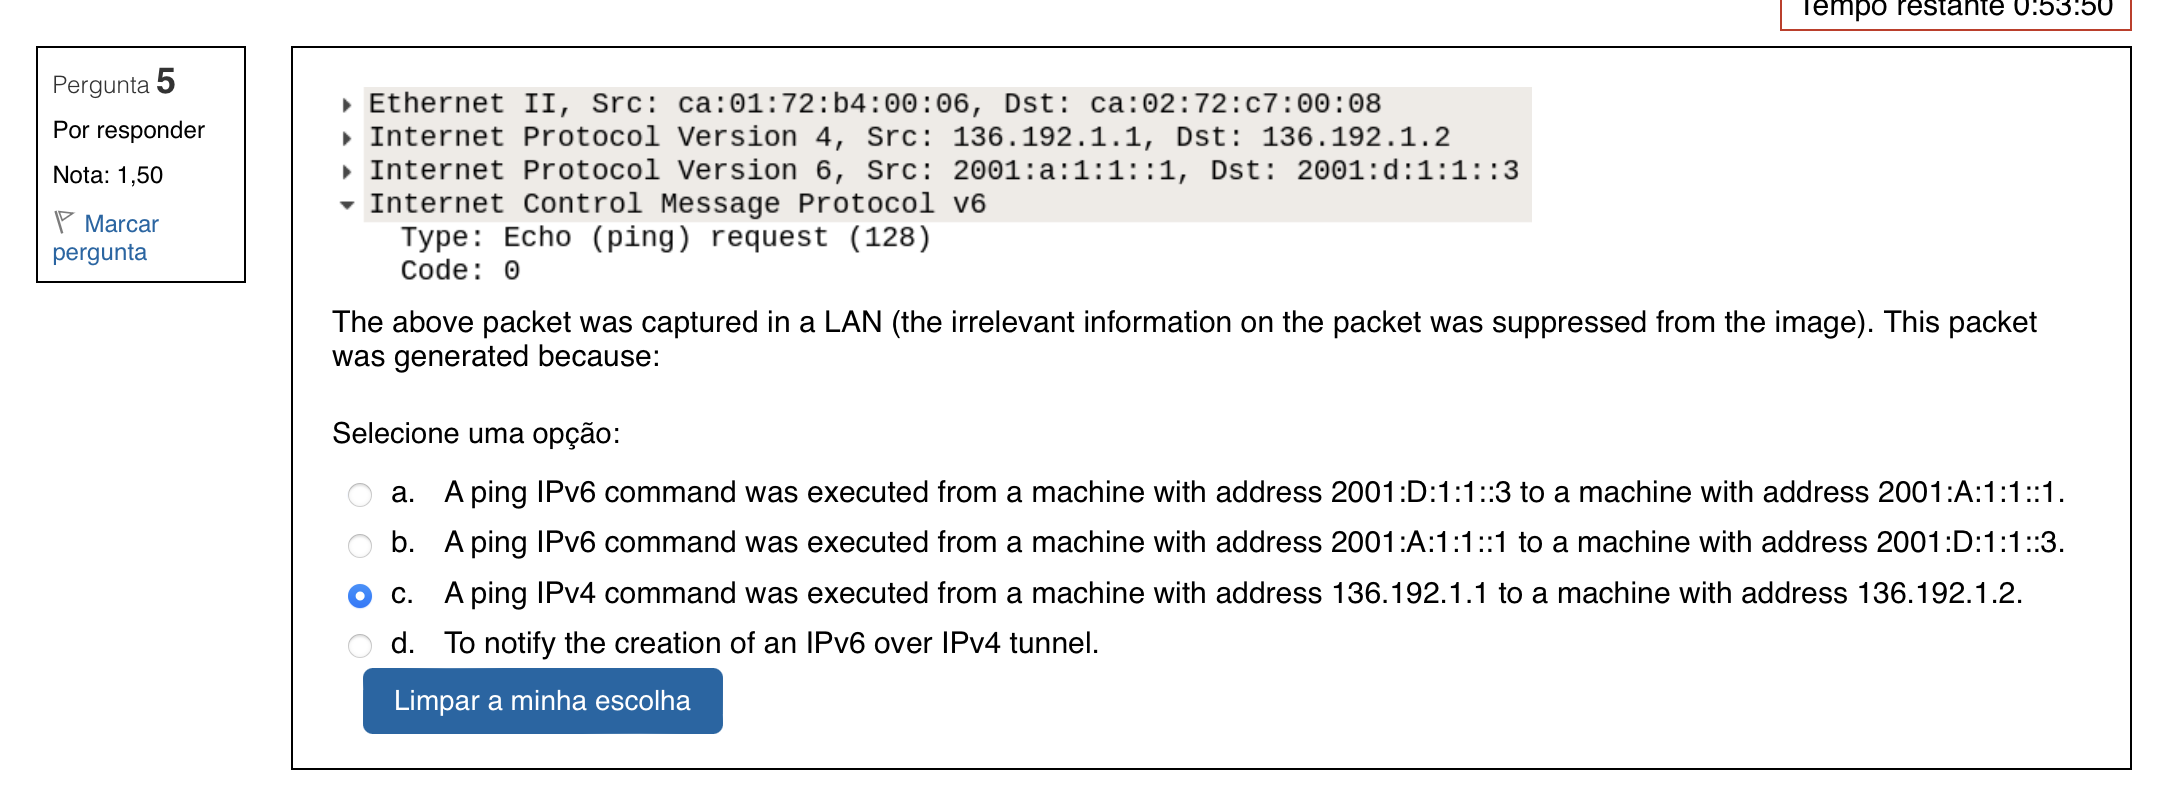 Tempo restante 0:53:50
Pergunta 5
Por responder
Nota: 1,50
Marcar
pergunta
Ethernet II, Src: ca:01:72:b4:00:06, Dst: ca:02:72:c7:00:08
Internet Protocol Version 4, Src: 136.192.1.1, Dst: 136.192.1.2
Internet Protocol Version 6, Src: 2001:a:1:1::1, Dst: 2001:d:1:1::3
Internet Control Message Protocol v6
Type: Echo (ping) request (128)
Code: 0
The above packet was captured in a LAN (the irrelevant information on the packet was suppressed from the image). This packet
was generated because:
Selecione uma opção:
a. A ping IPv6 command was executed from a machine with address 2001:D:1:1::3 to a machine with address 2001:A:1:1::1.
b. A ping IPv6 command was executed from a machine with address 2001:A:1:1::1 to a machine with address 2001:D:1:1::3.
c. A ping IPv4 command was executed from a machine with address 136.192.1.1 to a machine with address 136.192.1.2.
d. To notify the creation of an IPv6 over IPv4 tunnel.
Limpar a minha escolha